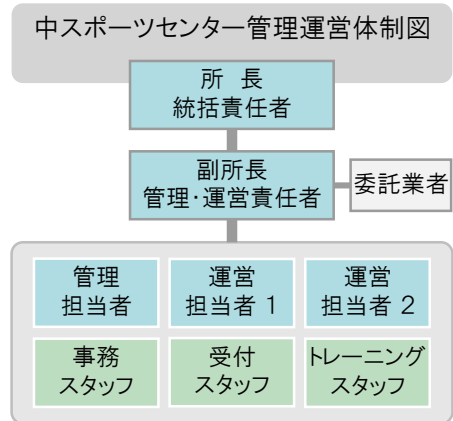 中スポーツセンター管理運営体制図
所 長
統括責任者
副所長
管理・運営責任者
委託業者
管理
担当者
運営
担当者 1
運営
担当者 2
事務
スタッフ
受付
スタッフ
トレーニング
スタッフ